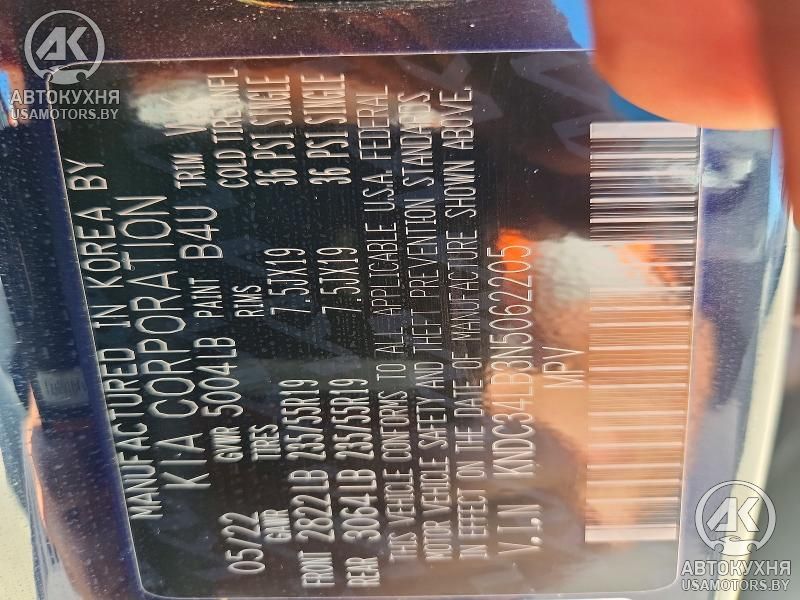 MANUFACTURED IN KOREA BY
KIA CORPORATION
05/22 GVWR 5004LB PAINT B4U TRIM
GAWR TIRES RIMS COLD TIRE INFL
FRONT 2822LB 235/55R19 7.5JX19 36 PSI SINGLE
REAR 3064LB 235/55R19 7.5JX19 36 PSI SINGLE
THIS VEHICLE CONFORMS TO ALL APPLICABLE U.S.A. FEDERAL
MOTOR VEHICLE SAFETY AND THEFT PREVENTION STANDARDS
IN EFFECT ON THE DATE OF MANUFACTURE SHOWN ABOVE.
V.I.N KNDC34LB3N5062205
MPV
АК
АВТОКУХНЯ
USAMOTORS.BY
АК
АВТОКУХНЯ
USAMOTORS.BY